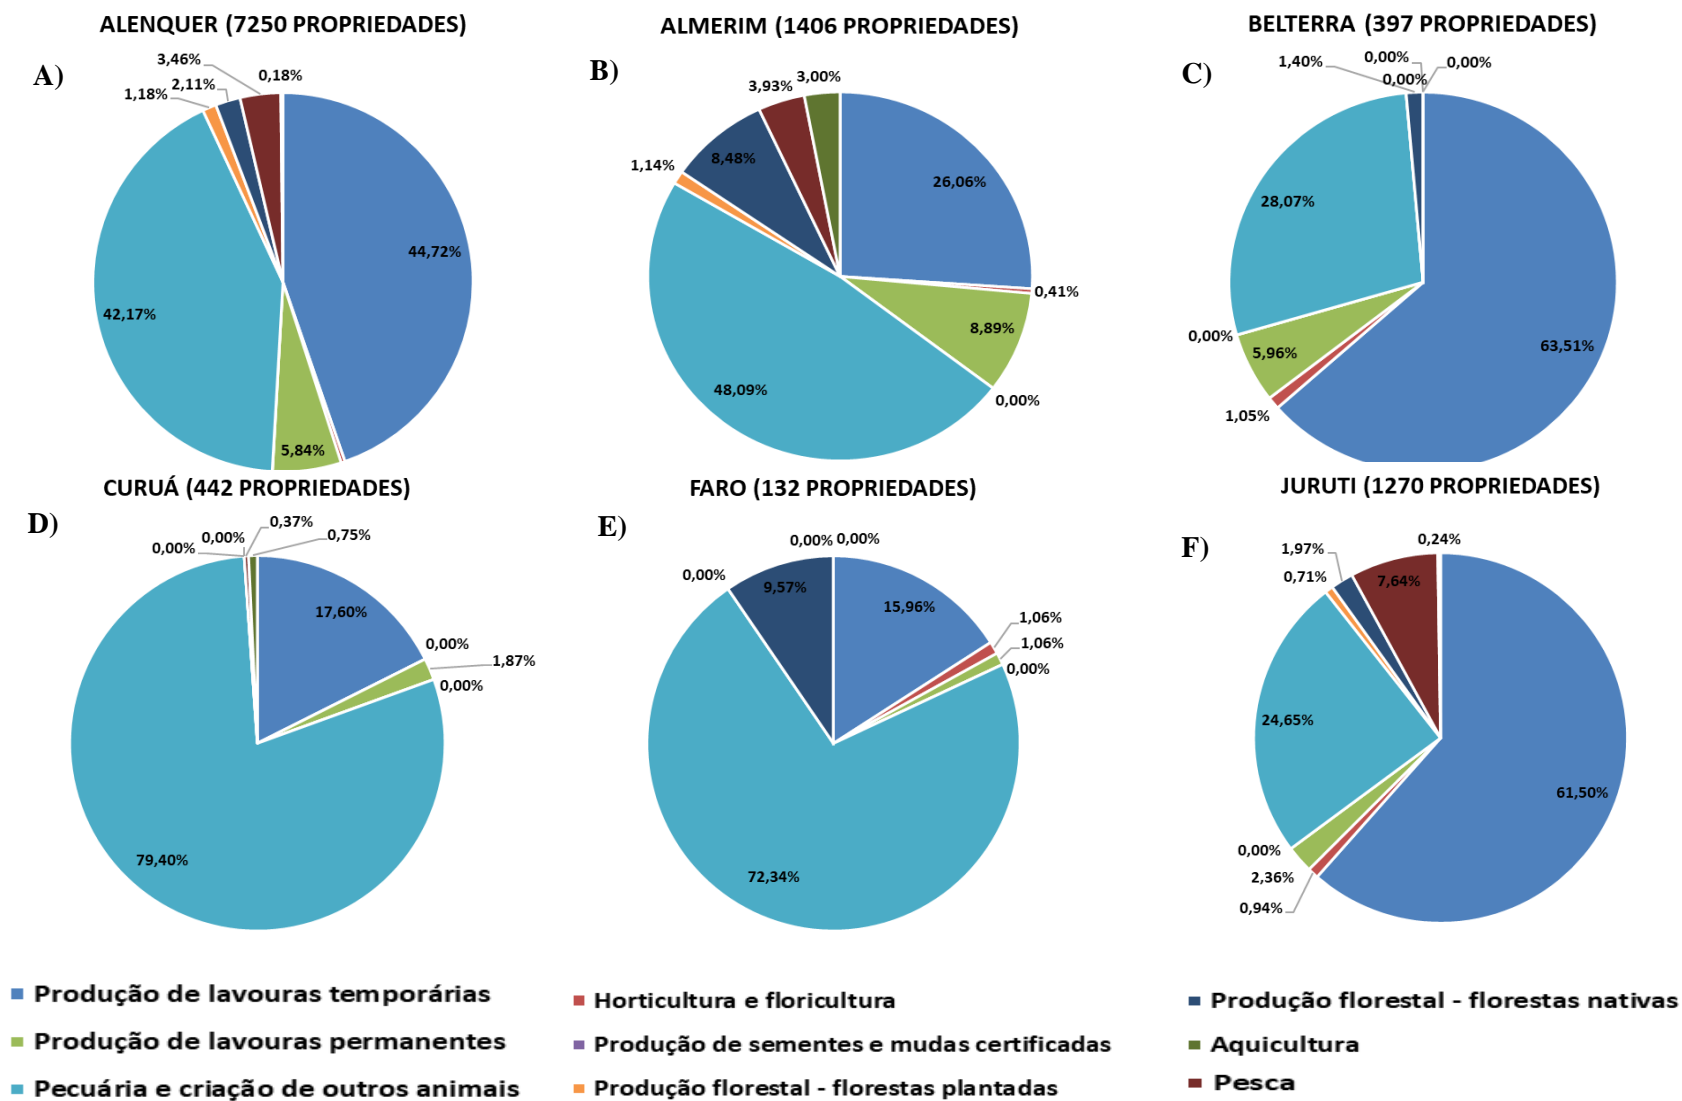 ALENQUER (7250 PROPRIEDADES)
A)
3,46%
0,18%
2,11%
1,18%
44,72%
42,17%
5,84%
ALMERIM (1406 PROPRIEDADES)
B)
3,00%
3,93%
8,48%
1,14%
26,06%
0,41%
8,89%
48,09%
0,00%
BELTERRA (397 PROPRIEDADES)
C)
0,00%
1,40%
0,00%
0,00%
28,07%
0,00%
5,96%
63,51%
1,05%
CURUÁ (442 PROPRIEDADES)
D)
0,37%
0,00%
0,75%
0,00%
17,60%
0,00%
1,87%
0,00%
79,40%
FARO (132 PROPRIEDADES)
E)
0,00%
0,00%
0,00%
9,57%
15,96%
1,06%
1,06%
0,00%
72,34%
JURUTI (1270 PROPRIEDADES)
F)
0,24%
1,97%
0,71%
7,64%
24,65%
61,50%
0,00%
2,36%
0,94%
Produção de lavouras temporárias
Produção de lavouras permanentes
Pecuária e criação de outros animais
Horticultura e floricultura
Produção de sementes e mudas certificadas
Produção florestal - florestas plantadas
Produção florestal - florestas nativas
Aquicultura
Pesca